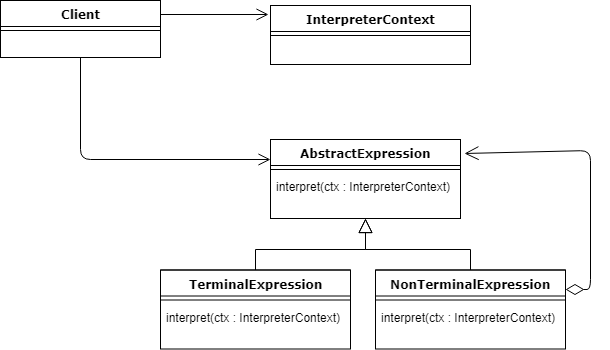 Client
InterpreterContext
AbstractExpression
interpret(ctx : InterpreterContext)
TerminalExpression
interpret(ctx : InterpreterContext)
NonTerminalExpression
interpret(ctx : InterpreterContext)